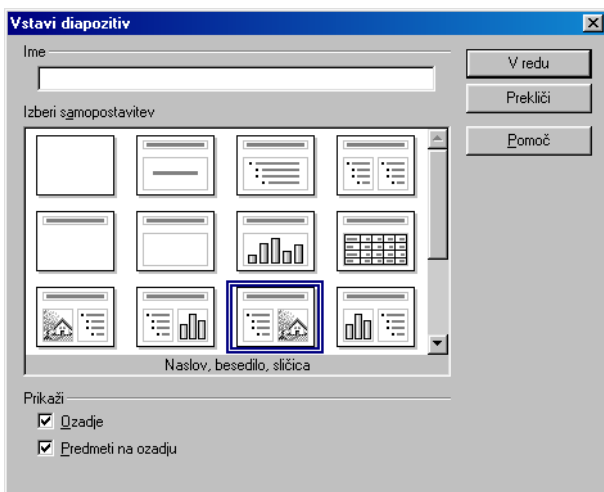 Vstavi diapozitiv
Ime
V redu
Prekliči
Izberi samopostavitev
Pomoč
Naslov, besedilo, sličica
Prikaži
Ozadje
Predmeti na ozadju